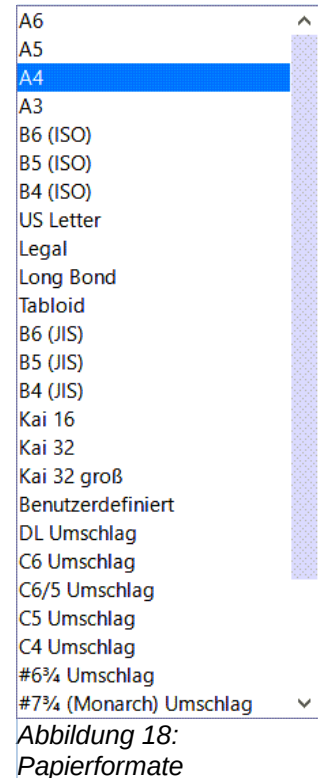 A6
A5
A4
A3
B6 (ISO)
B5 (ISO)
B4 (ISO)
US Letter
Legal
Long Bond
Tabloid
B6 (JIS)
B5 (JIS)
B4 (JIS)
Kai 16
Kai 32
Kai 32 groß
Benutzerdefiniert
DL Umschlag
C6 Umschlag
C6/5 Umschlag
C5 Umschlag
C4 Umschlag
#6¾ Umschlag
#7¾ (Monarch) Umschlag
Abbildung 18:
Papierformate